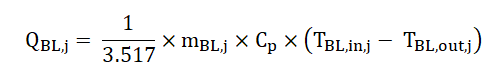 Q_BL,j = 1/3.517 × m_BL,j × C_p × (T_BL,in,j − T_BL,out,j)